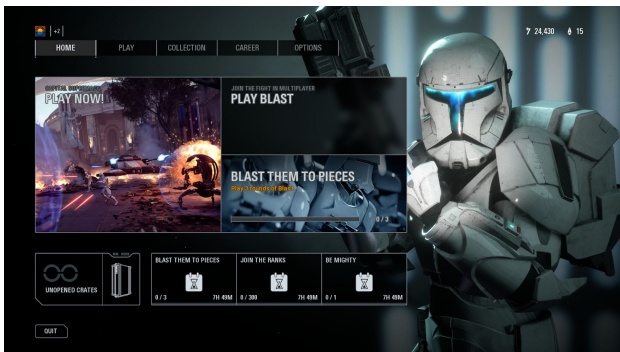 +2
24,430 15
HOME PLAY COLLECTION CAREER OPTIONS
CAPITAL SUPREMACY
PLAY NOW!
JOIN THE FIGHT IN MULTIPLAYER
PLAY BLAST
BLAST THEM TO PIECES
Play 3 rounds of Blast
0 / 3
UNOPENED CRATES
BLAST THEM TO PIECES
0 / 3 7H 49M
JOIN THE RANKS
0 / 300 7H 49M
BE MIGHTY
0 / 1 7H 49M
QUIT